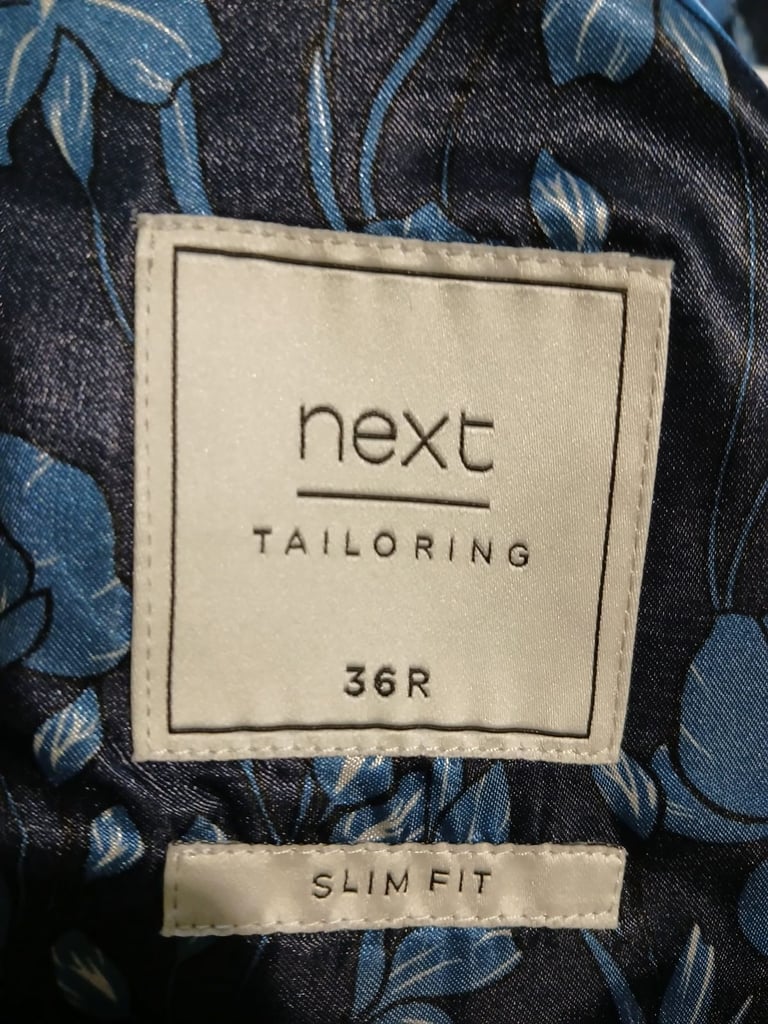 next
TAILORING
36R
SLIM FIT